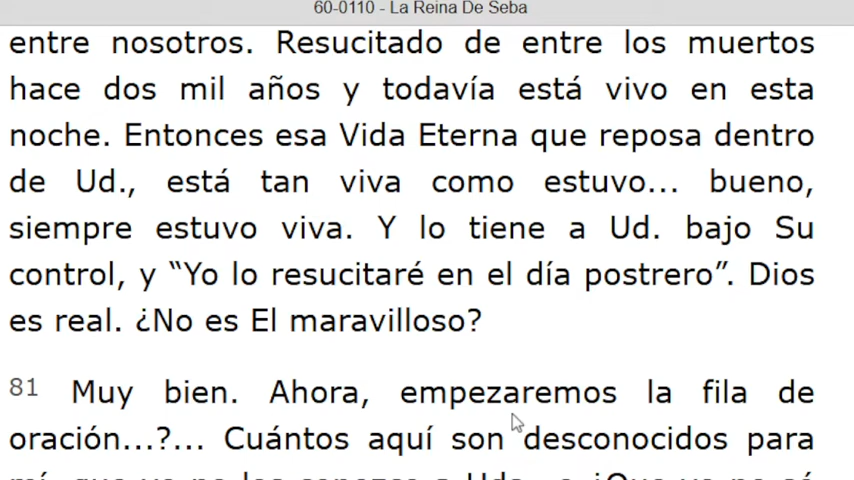 60-0110 - La Reina De Seba
entre nosotros. Resucitado de entre los muertos
hace dos mil años y todavía está vivo en esta
noche. Entonces esa Vida Eterna que reposa dentro
de Ud., está tan viva como estuvo... bueno,
siempre estuvo viva. Y lo tiene a Ud. bajo Su
control, y “Yo lo resucitaré en el día postrero”. Dios
es real. ¿No es El maravilloso?
81 Muy bien. Ahora, empezaremos la fila de
oración...?... Cuántos aquí son desconocidos para